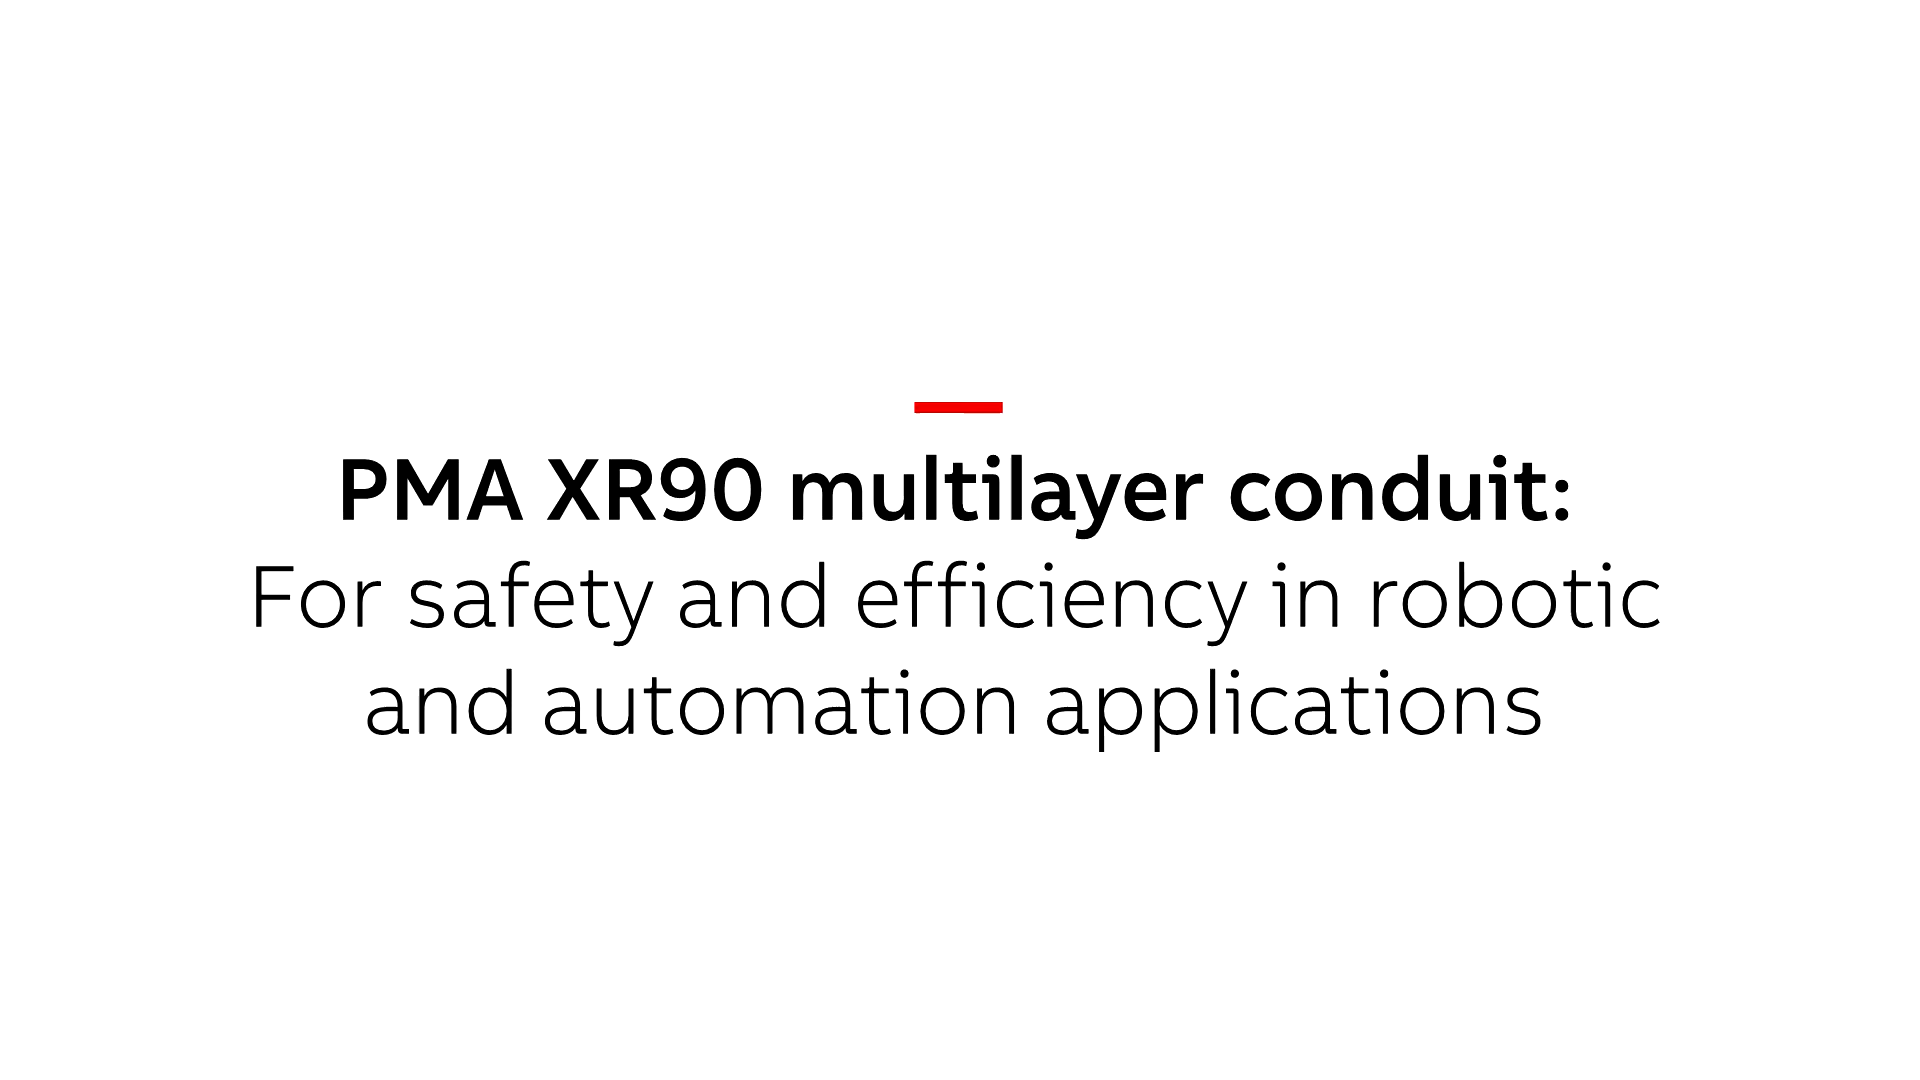 PMA XR90 multilayer conduit:
For safety and efficiency in robotic
and automation applications